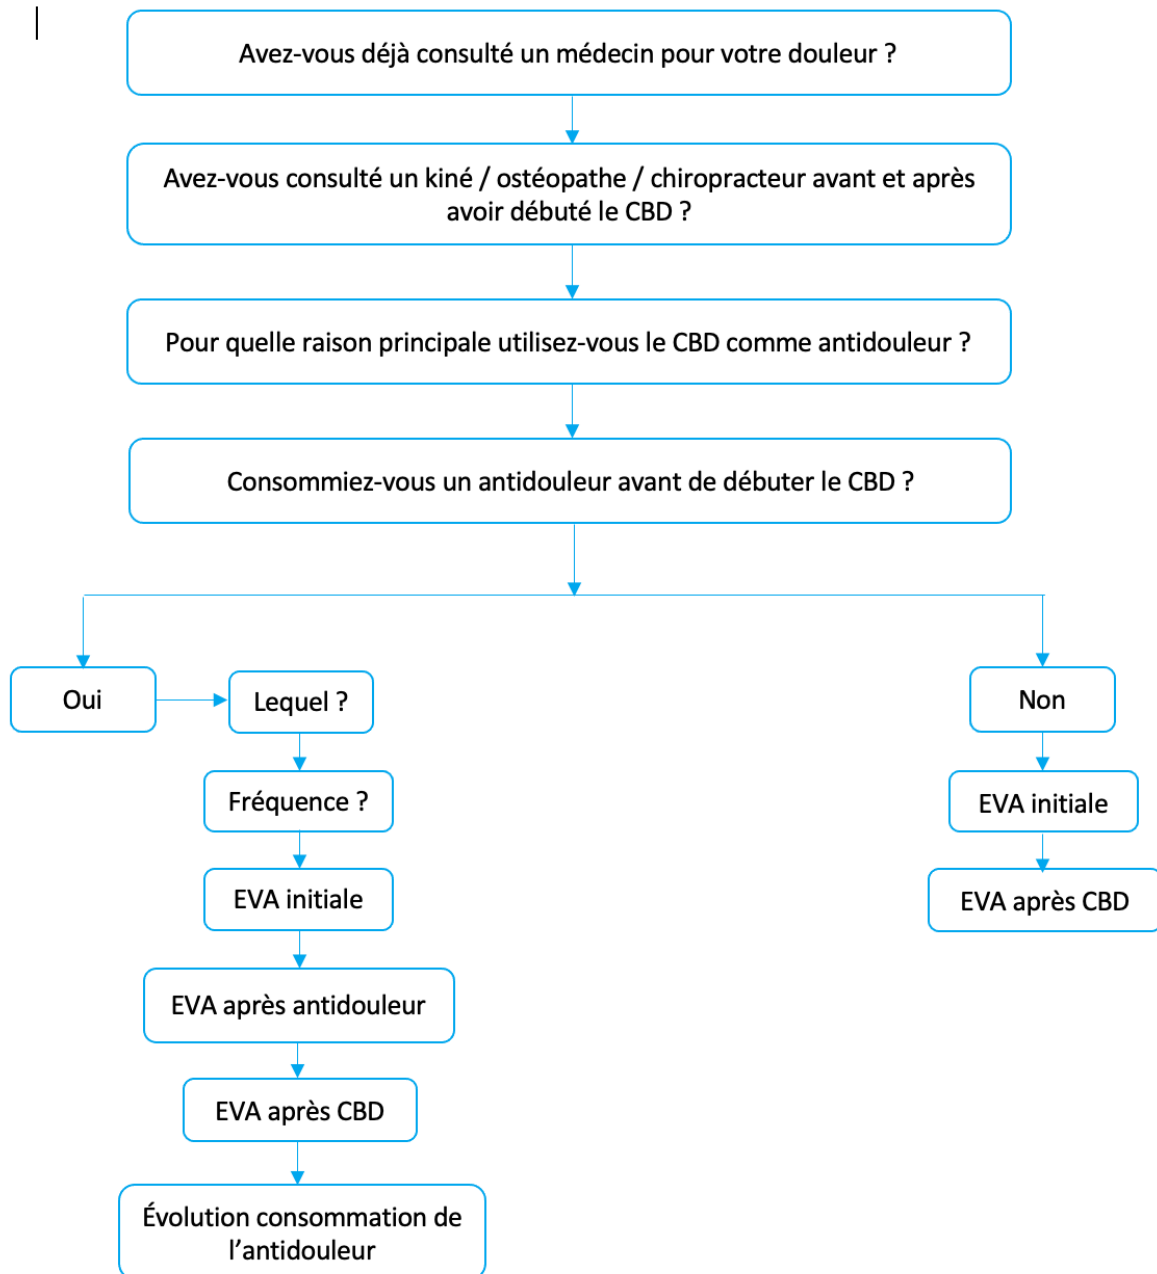 Avez-vous déjà consulté un médecin pour votre douleur ?
Avez-vous consulté un kiné / ostéopathe / chiropracteur avant et après
avoir débuté le CBD ?
Pour quelle raison principale utilisez-vous le CBD comme antidouleur ?
Consommiez-vous un antidouleur avant de débuter le CBD ?
Oui
Lequel ?
Fréquence ?
EVA initiale
EVA après antidouleur
EVA après CBD
Évolution consommation de
l’antidouleur
Non
EVA initiale
EVA après CBD